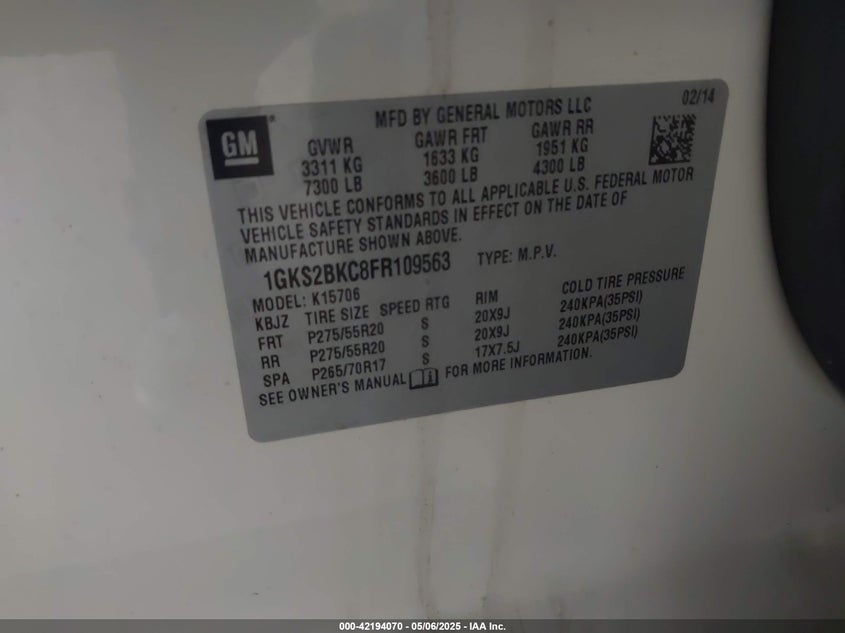 MFD BY GENERAL MOTORS LLC 02/14
GM
GVWR GAWR FRT GAWR RR
3311 KG 1633 KG 1951 KG
7300 LB 3600 LB 4300 LB
THIS VEHICLE CONFORMS TO ALL APPLICABLE U.S. FEDERAL MOTOR
VEHICLE SAFETY STANDARDS IN EFFECT ON THE DATE OF
MANUFACTURE SHOWN ABOVE.
1GKS2BKC8FR109563 TYPE: M.P.V.
MODEL: K15706
KBJZ TIRE SIZE SPEED RTG RIM COLD TIRE PRESSURE
FRT P275/55R20 S 20X9J 240KPA(35PSI)
RR P275/55R20 S 20X9J 240KPA(35PSI)
SPA P265/70R17 S 17X7.5J 240KPA(35PSI)
SEE OWNER'S MANUAL FOR MORE INFORMATION.
000-42194070 - 05/06/2025 - IAA Inc.